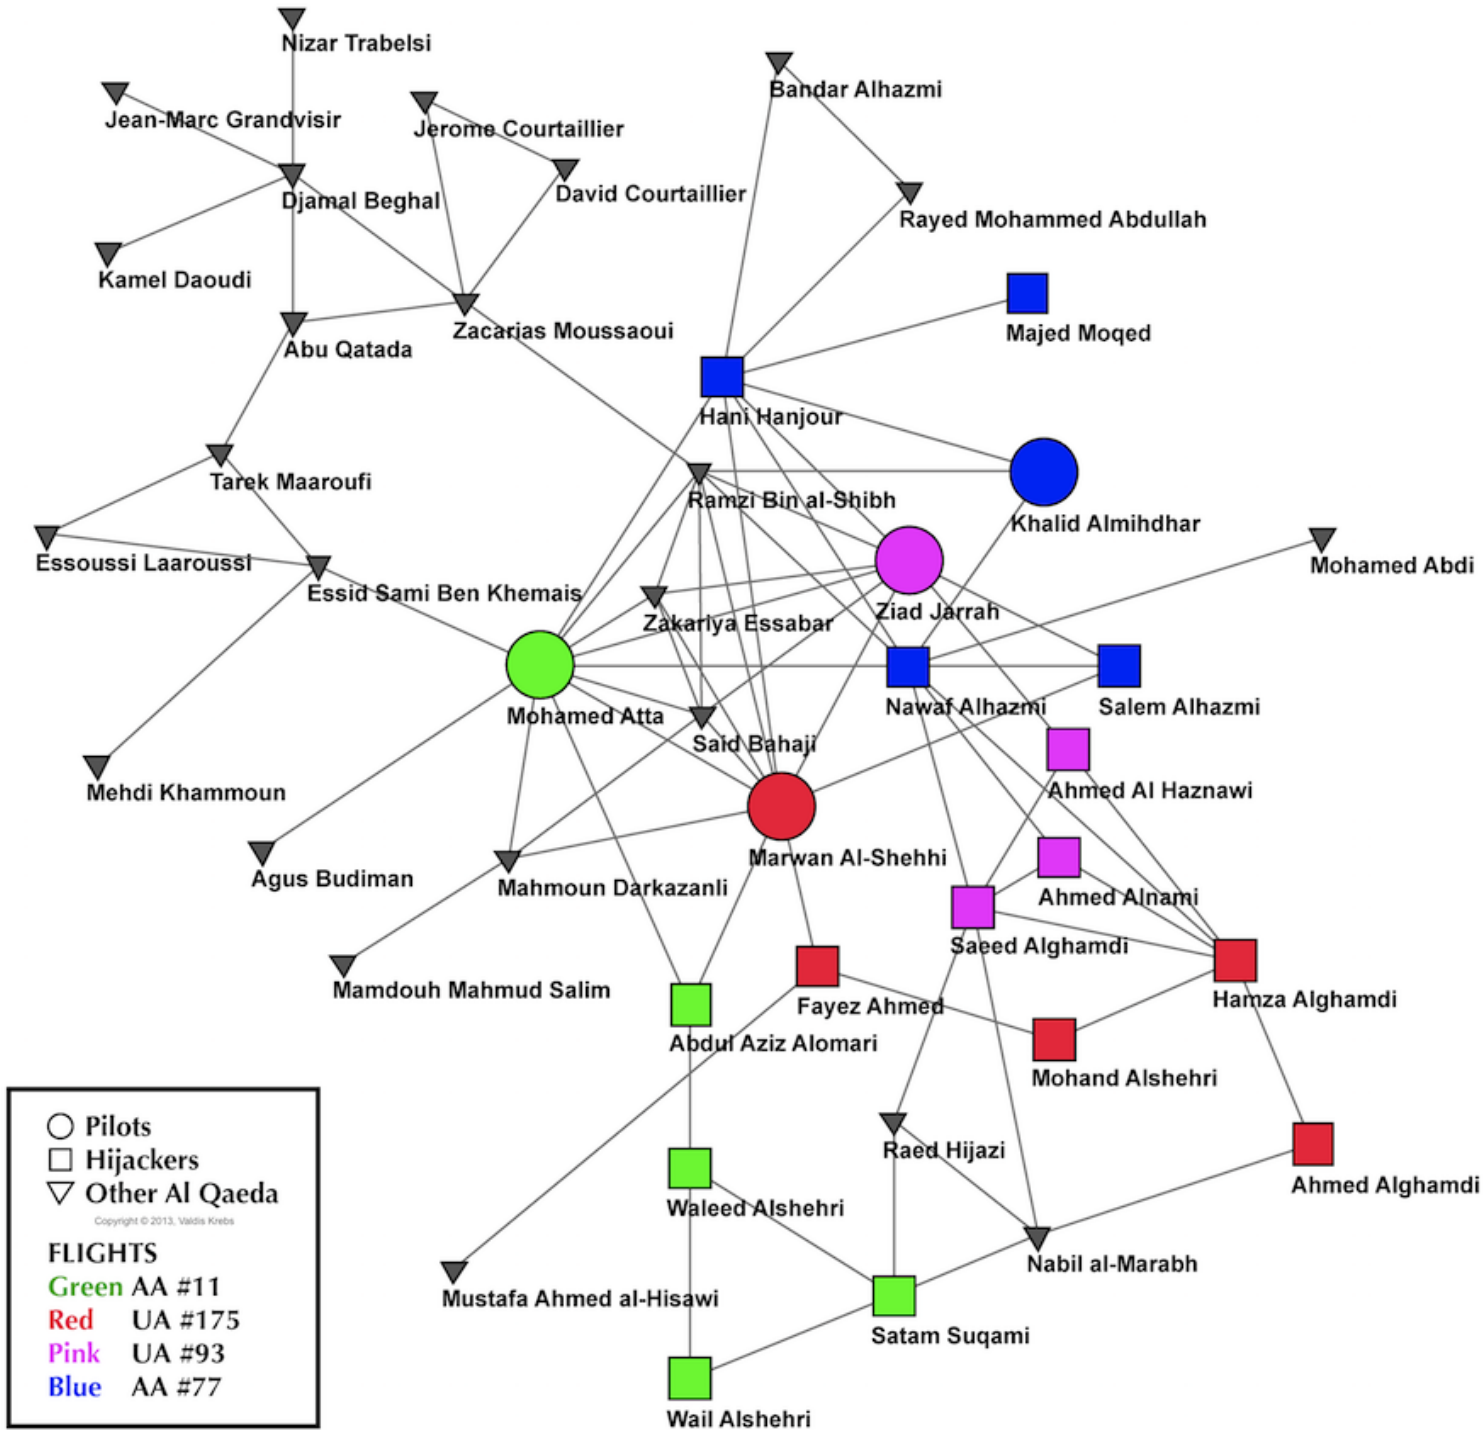 Nizar Trabelsi
Bandar Alhazmi
Jean-Marc Grandvisir
Jerome Courtaillier
David Courtaillier
Djamal Beghal
Rayed Mohammed Abdullah
Kamel Daoudi
Zacarias Moussaoui
Majed Moqed
Abu Qatada
Hani Hanjour
Tarek Maaroufi
Ramzi Bin al-Shibh
Khalid Almihdhar
Essoussi Laaroussi
Mohamed Abdi
Essid Sami Ben Khemais
Ziad Jarrah
Zakariya Essabar
Mohamed Atta
Nawaf Alhazmi
Salem Alhazmi
Said Bahaji
Mehdi Khammoun
Ahmed Al Haznawi
Marwan Al-Shehhi
Agus Budiman
Mahmoun Darkazanli
Ahmed Alnami
Saeed Alghamdi
Mamdouh Mahmud Salim
Fayez Ahmed
Hamza Alghamdi
Abdul Aziz Alomari
Mohand Alshehri
Raed Hijazi
Ahmed Alghamdi
Waleed Alshehri
Nabil al-Marabh
Mustafa Ahmed al-Hisawi
Satam Suqami
Wail Alshehri
Pilots
Hijackers
Other Al Qaeda
Copyright © 2013, Valdis Krebs
FLIGHTS
Green AA #11
Red UA #175
Pink UA #93
Blue AA #77